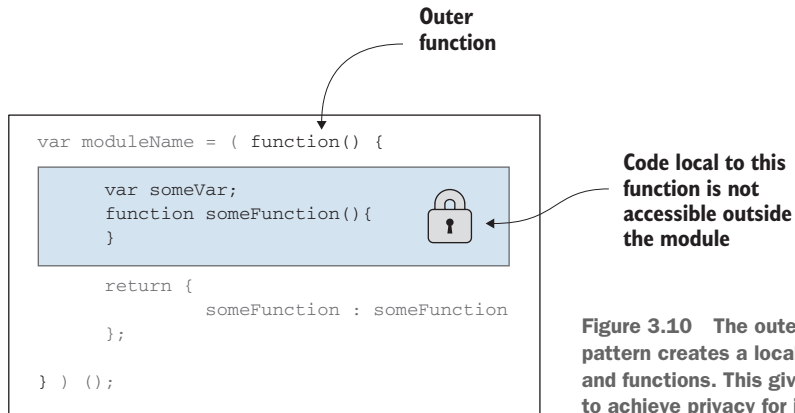 Outer
function
var moduleName = ( function() {
var someVar;
function someFunction(){
}
return {
someFunction : someFunction
};
} ) ();
Code local to this
function is not
accessible outside
the module
Figure 3.10 The oute
pattern creates a local
and functions. This giv
to achieve privacy for i